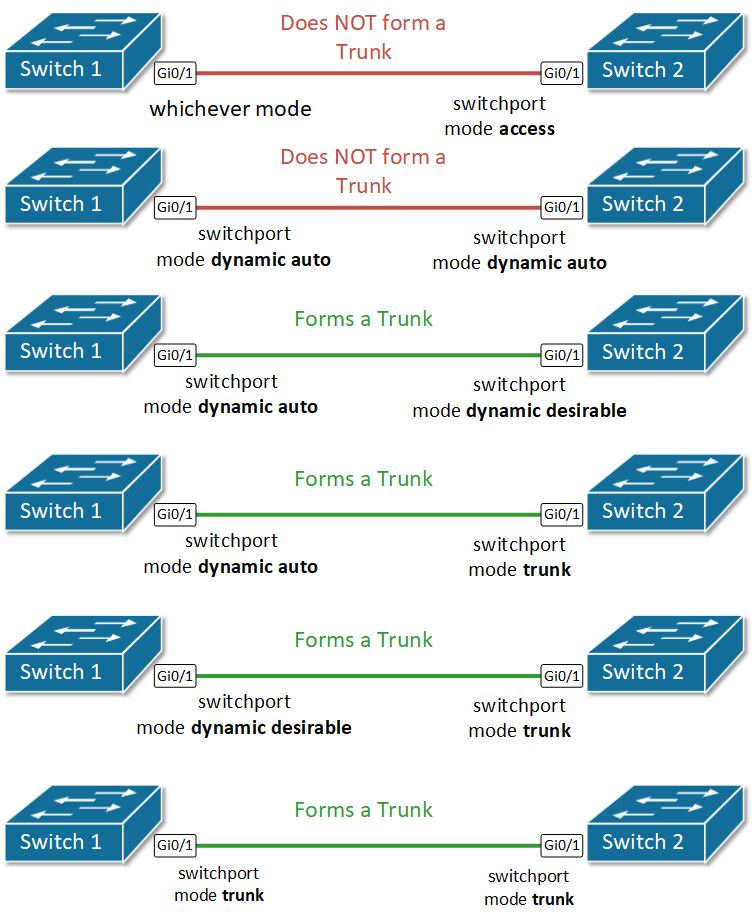 Does NOT form a
Trunk
Switch 1
Gi0/1
Gi0/1
Switch 2
whichever mode
switchport
mode access
Does NOT form a
Trunk
Switch 1
Gi0/1
Gi0/1
Switch 2
switchport
mode dynamic auto
switchport
mode dynamic auto
Forms a Trunk
Switch 1
Gi0/1
Gi0/1
Switch 2
switchport
mode dynamic auto
switchport
mode dynamic desirable
Forms a Trunk
Switch 1
Gi0/1
Gi0/1
Switch 2
switchport
mode dynamic auto
switchport
mode trunk
Forms a Trunk
Switch 1
Gi0/1
Gi0/1
Switch 2
switchport
mode dynamic desirable
switchport
mode trunk
Forms a Trunk
Switch 1
Gi0/1
Gi0/1
Switch 2
switchport
mode trunk
switchport
mode trunk